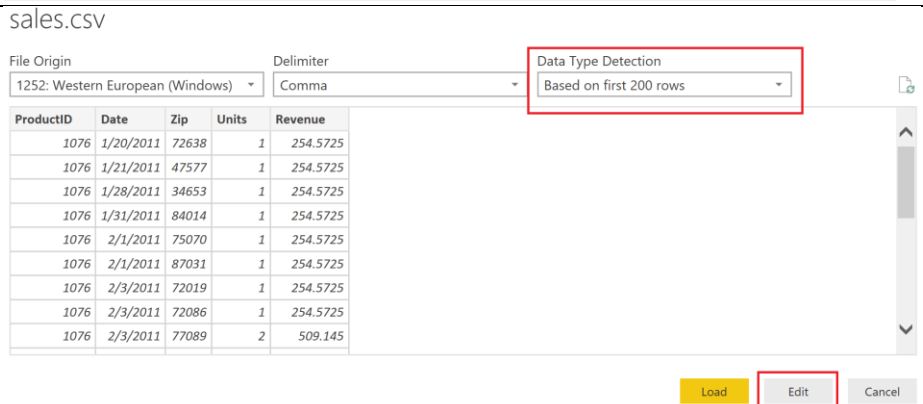 sales.csv
File Origin Delimiter Data Type Detection
1252: Western European (Windows) Comma Based on first 200 rows
ProductID Date Zip Units Revenue
1076 1/20/2011 72638 1 254.5725
1076 1/21/2011 47577 1 254.5725
1076 1/28/2011 34653 1 254.5725
1076 1/31/2011 84014 1 254.5725
1076 2/1/2011 75070 1 254.5725
1076 2/1/2011 87031 1 254.5725
1076 2/3/2011 72019 1 254.5725
1076 2/3/2011 72086 1 254.5725
1076 2/3/2011 77089 2 509.145
Load Edit Cancel